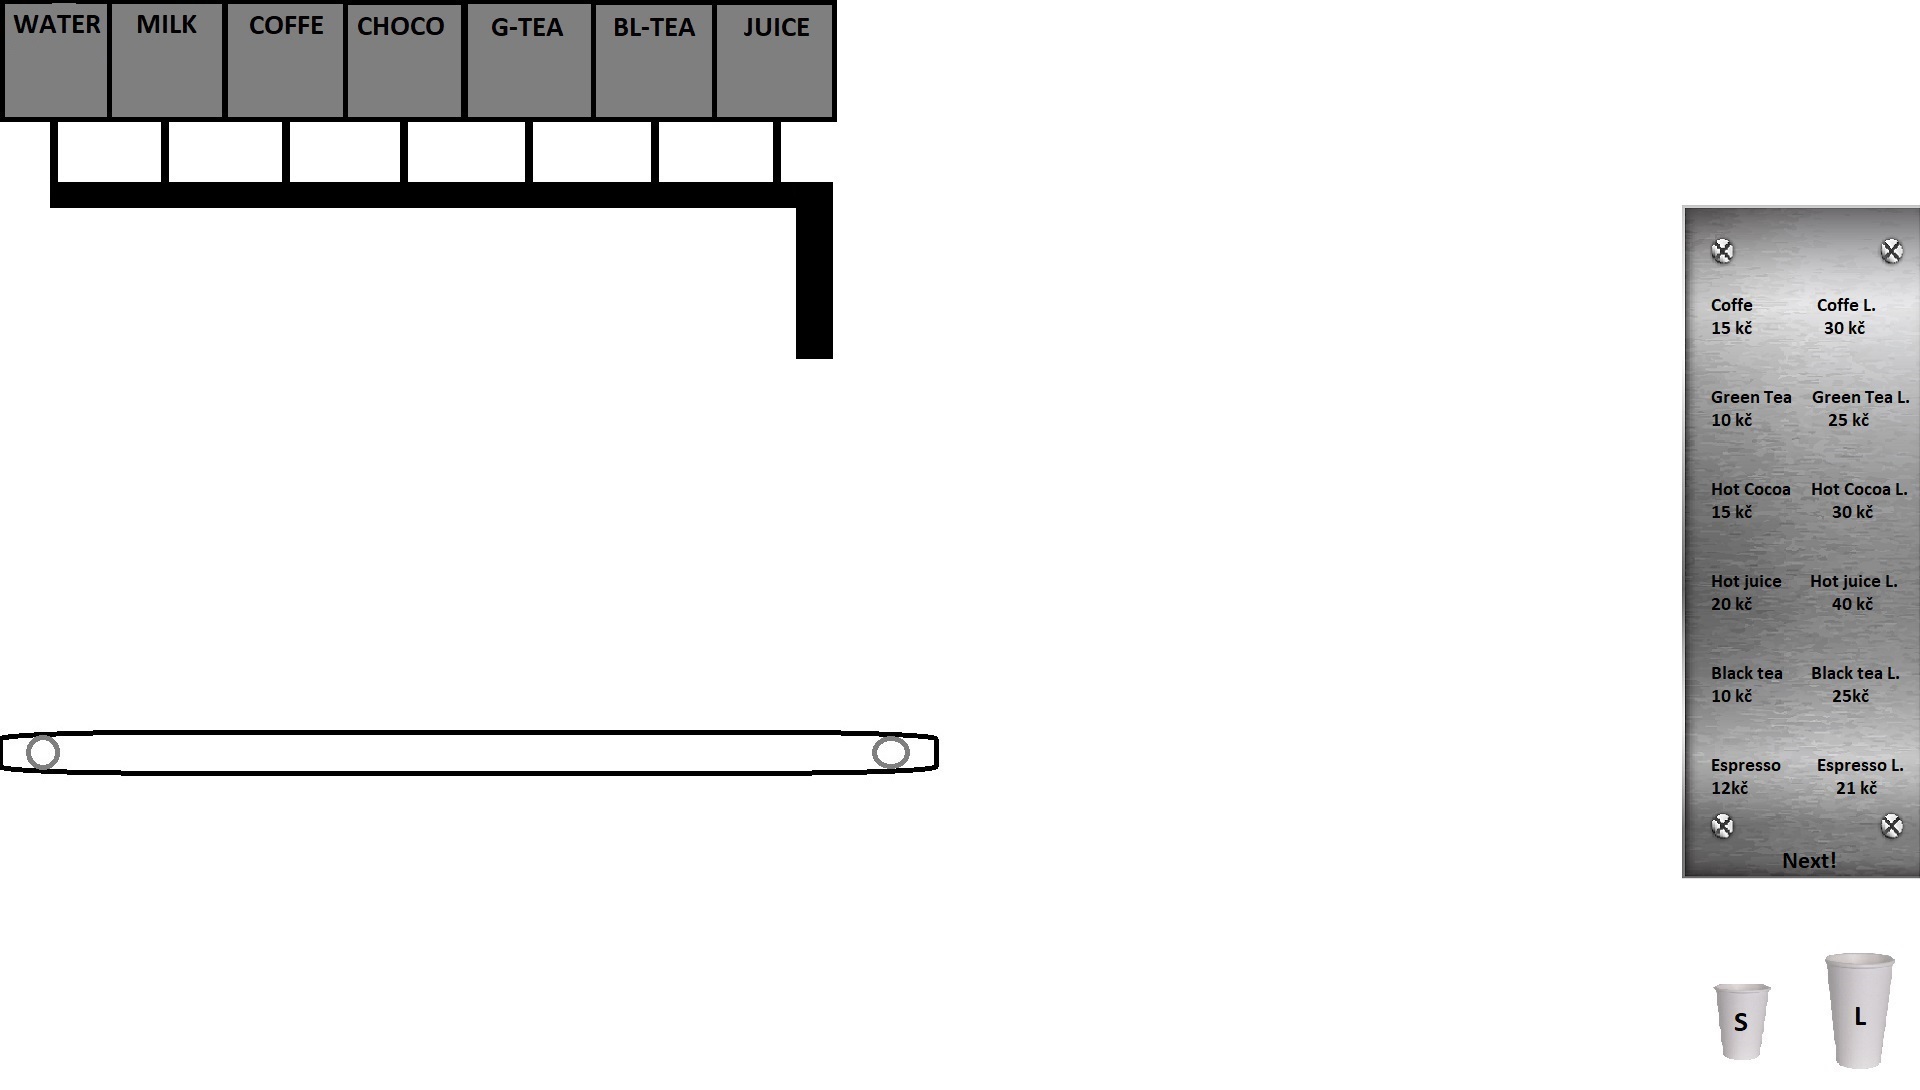 WATER MILK COFFE CHOCO G-TEA BL-TEA JUICE
Coffe Coffe L.
15 kč 30 kč
Green Tea Green Tea L.
10 kč 25 kč
Hot Cocoa Hot Cocoa L.
15 kč 30 kč
Hot juice Hot juice L.
20 kč 40 kč
Black tea Black tea L.
10 kč 25kč
Espresso Espresso L.
12kč 21 kč
Next!
S L